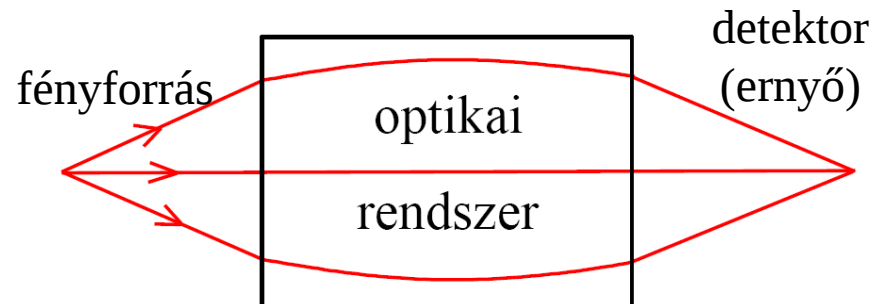 fényforrás
optikai
rendszer
detektor
(ernyő)